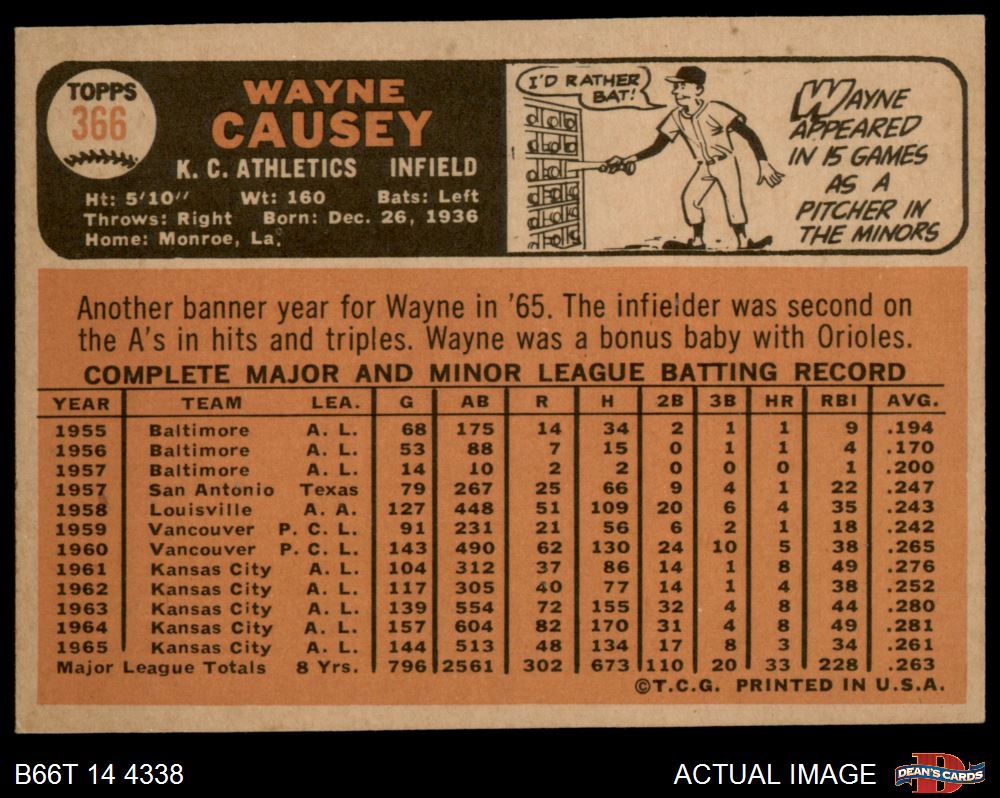 TOPPS
366
WAYNE
CAUSEY
K. C. ATHLETICS INFIELD
Ht: 5'10" Wt: 160 Bats: Left
Throws: Right Born: Dec. 26, 1936
Home: Monroe, La.
I'D RATHER
BAT!
WAYNE
APPEARED
IN 15 GAMES
AS A
PITCHER IN
THE MINORS
Another banner year for Wayne in '65. The infielder was second on
the A's in hits and triples. Wayne was a bonus baby with Orioles.
COMPLETE MAJOR AND MINOR LEAGUE BATTING RECORD
YEAR TEAM LEA. G AB R H 2B 3B HR RBI AVG.
1955 Baltimore A. L. 68 175 14 34 2 1 1 9 .194
1956 Baltimore A. L. 53 88 7 15 0 1 1 4 .170
1957 Baltimore A. L. 14 10 2 2 0 0 0 1 .200
1957 San Antonio Texas 79 267 25 66 9 4 1 22 .247
1958 Louisville A. A. 127 448 51 109 20 6 4 35 .243
1959 Vancouver P. C. L. 91 231 21 56 6 2 1 18 .242
1960 Vancouver P. C. L. 143 490 62 130 24 10 5 38 .265
1961 Kansas City A. L. 104 312 37 86 14 1 8 49 .276
1962 Kansas City A. L. 117 305 40 77 14 1 4 38 .252
1963 Kansas City A. L. 139 554 72 155 32 4 8 44 .280
1964 Kansas City A. L. 157 604 82 170 31 4 8 49 .281
1965 Kansas City A. L. 144 513 48 134 17 8 3 34 .261
Major League Totals 8 Yrs. 796 2561 302 673 110 20 33 228 .263
©T.C.G. PRINTED IN U.S.A.
B66T 14 4338
ACTUAL IMAGE
DEAN'S CARDS